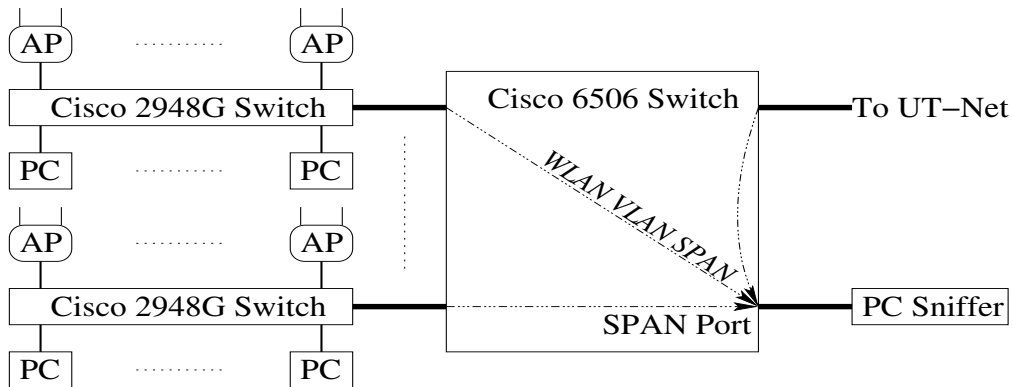 AP
AP
Cisco 2948G Switch
PC
PC
AP
AP
Cisco 2948G Switch
PC
PC
Cisco 6506 Switch
WLAN VLAN SPAN
SPAN Port
To UT–Net
PC Sniffer